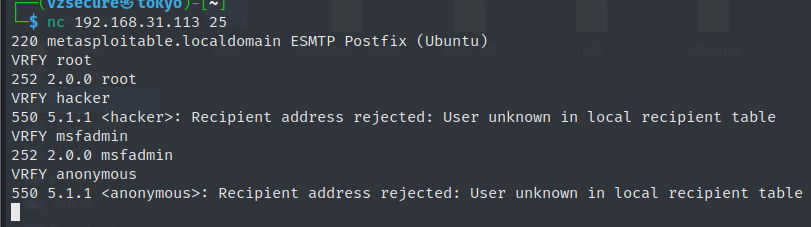 (vzsecure㉿tokyo)-[~]
$ nc 192.168.31.113 25
220 metasploitable.localdomain ESMTP Postfix (Ubuntu)
VRFY root
252 2.0.0 root
VRFY hacker
550 5.1.1 <hacker>: Recipient address rejected: User unknown in local recipient table
VRFY msfadmin
252 2.0.0 msfadmin
VRFY anonymous
550 5.1.1 <anonymous>: Recipient address rejected: User unknown in local recipient table